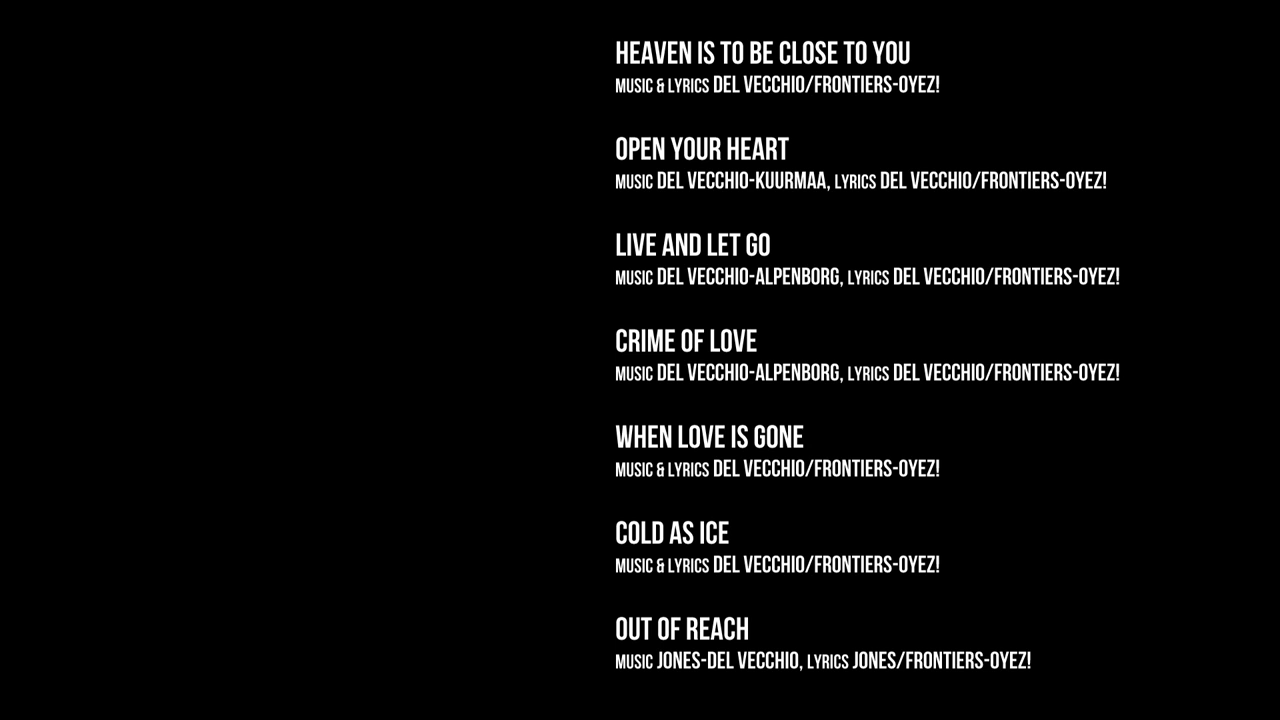 HEAVEN IS TO BE CLOSE TO YOU
MUSIC & LYRICS DEL VECCHIO/FRONTIERS-OYEZ!
OPEN YOUR HEART
MUSIC DEL VECCHIO-KUURMAA, LYRICS DEL VECCHIO/FRONTIERS-OYEZ!
LIVE AND LET GO
MUSIC DEL VECCHIO-ALPENBORG, LYRICS DEL VECCHIO/FRONTIERS-OYEZ!
CRIME OF LOVE
MUSIC DEL VECCHIO-ALPENBORG, LYRICS DEL VECCHIO/FRONTIERS-OYEZ!
WHEN LOVE IS GONE
MUSIC & LYRICS DEL VECCHIO/FRONTIERS-OYEZ!
COLD AS ICE
MUSIC & LYRICS DEL VECCHIO/FRONTIERS-OYEZ!
OUT OF REACH
MUSIC JONES-DEL VECCHIO, LYRICS JONES/FRONTIERS-OYEZ!